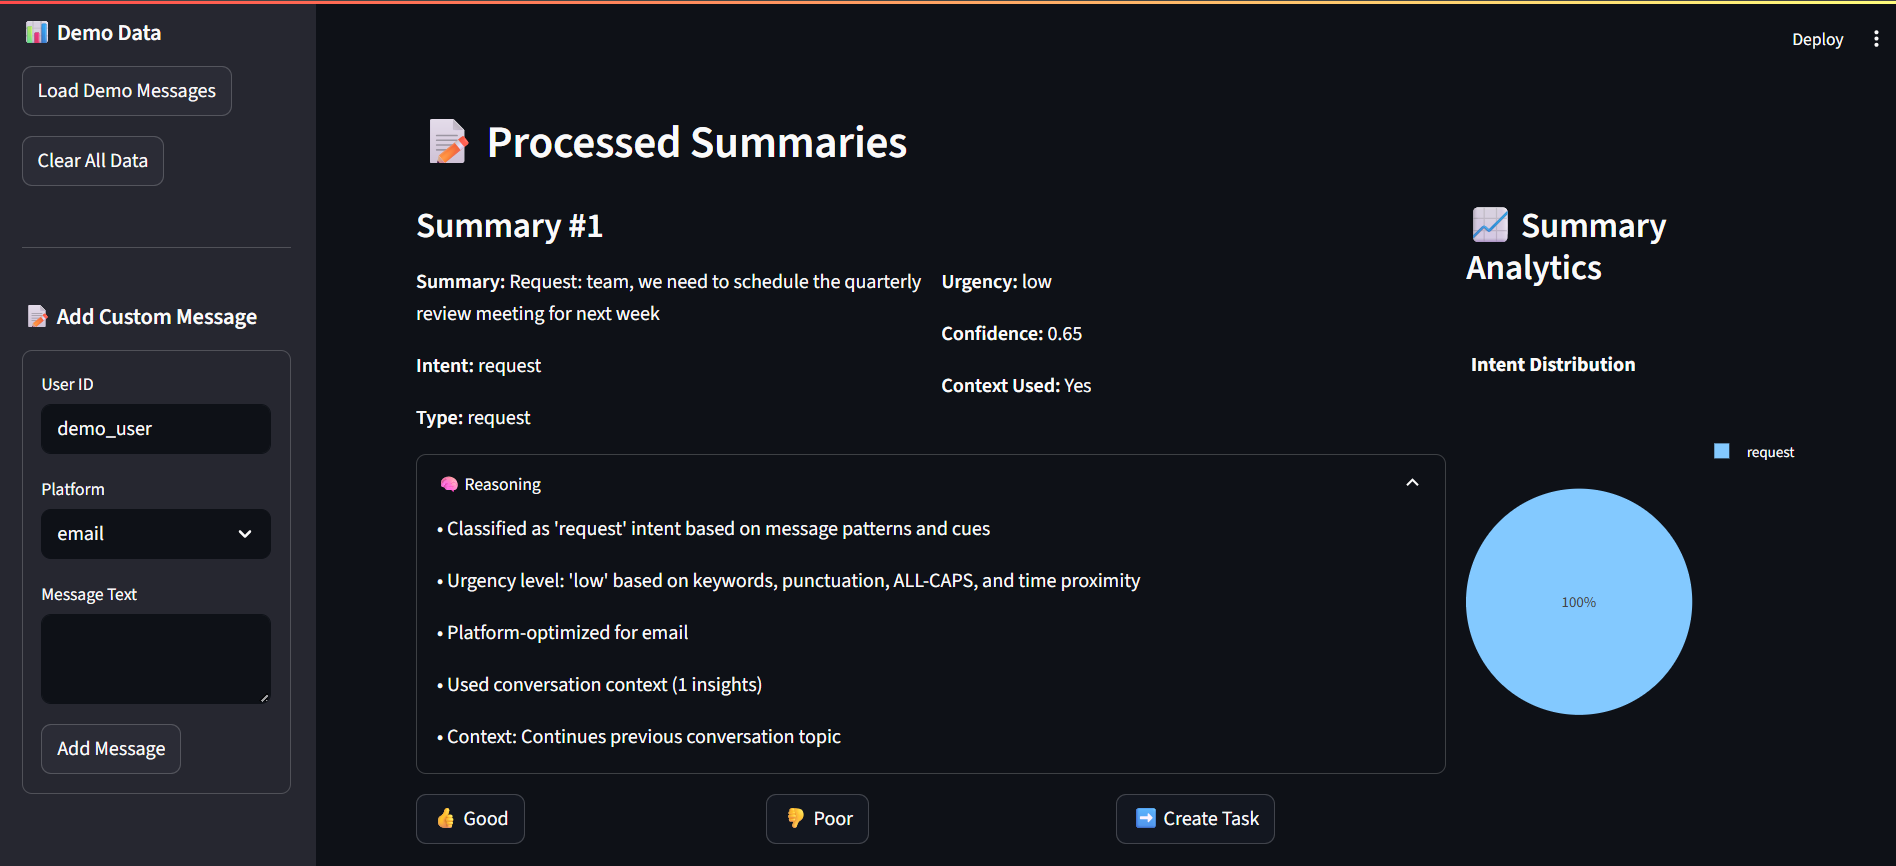 Demo Data
Load Demo Messages
Clear All Data
Add Custom Message
User ID
demo_user
Platform
email
Message Text
Add Message
Deploy
Processed Summaries
Summary #1
Summary: Request: team, we need to schedule the quarterly
review meeting for next week
Intent: request
Type: request
Urgency: low
Confidence: 0.65
Context Used: Yes
Reasoning
• Classified as 'request' intent based on message patterns and cues
• Urgency level: 'low' based on keywords, punctuation, ALL-CAPS, and time proximity
• Platform-optimized for email
• Used conversation context (1 insights)
• Context: Continues previous conversation topic
Good
Poor
Create Task
Summary
Analytics
Intent Distribution
request
100%